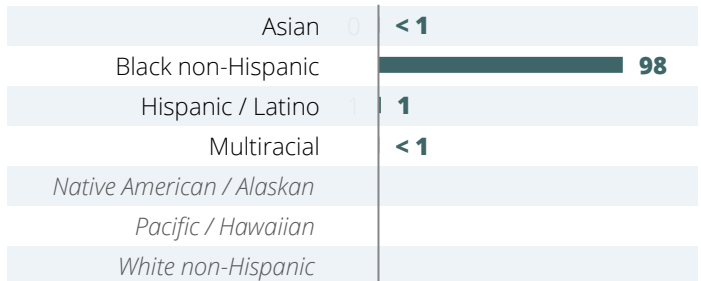 Asian 0 < 1
Black non-Hispanic 98
Hispanic / Latino 1 1
Multiracial < 1
Native American / Alaskan
Pacific / Hawaiian
White non-Hispanic